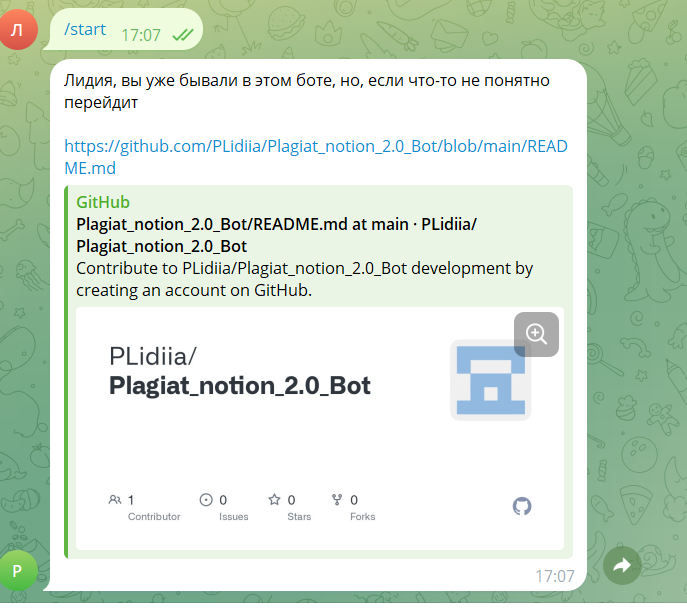 Л
/start 17:07
Лидия, вы уже бывали в этом боте, но, если что-то не понятно
перейдит
https://github.com/PLidiia/Plagiat_notion_2.0_Bot/blob/main/READ
ME.md
GitHub
Plagiat_notion_2.0_Bot/README.md at main · PLidiia/
Plagiat_notion_2.0_Bot
Contribute to PLidiia/Plagiat_notion_2.0_Bot development by
creating an account on GitHub.
PLidiia/
Plagiat_notion_2.0_Bot
1 0 0 0
Contributor Issues Stars Forks
P
17:07